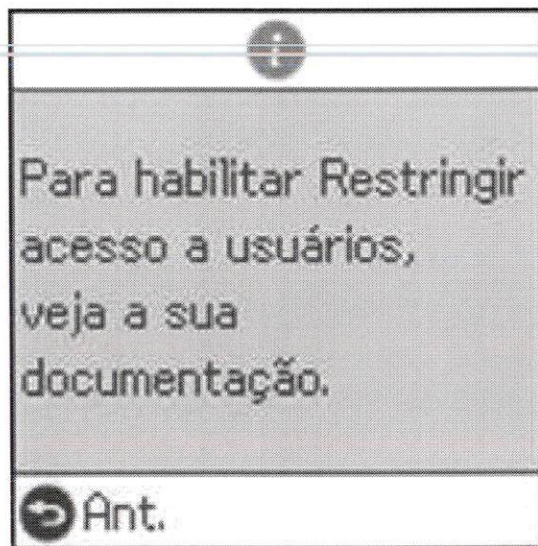 Para habilitar Restringir
acesso a usuários,
veja a sua
documentação.
Ant.